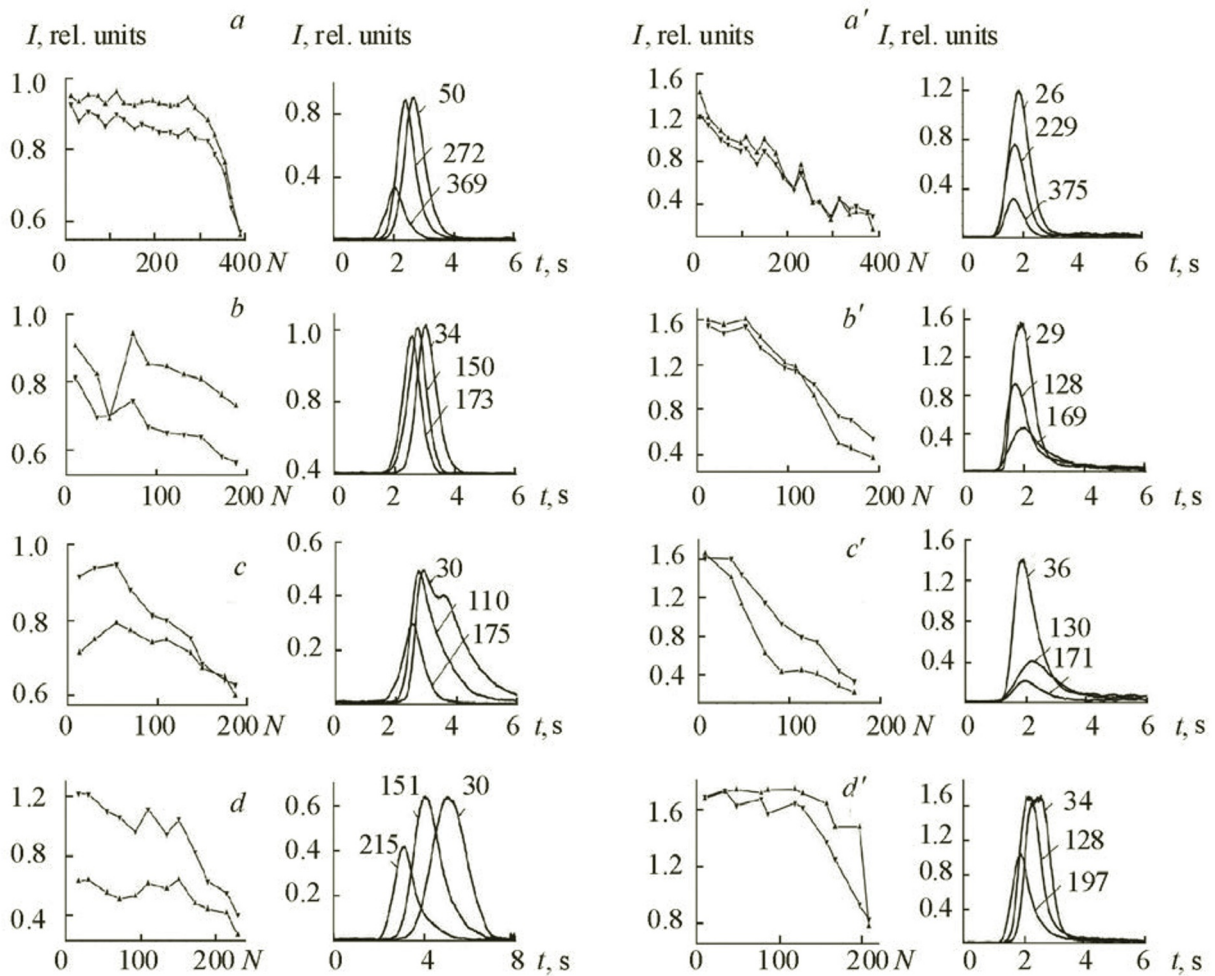 a
a′
I, rel. units
I, rel. units
I, rel. units
I, rel. units
1.0
0.8
0.6
0 200 400 N
0.8
0.4
50
272
369
0 2 4 6 t, s
1.6
1.2
0.8
0.4
0 200 400 N
1.2
0.8
0.4
26
229
375
0 2 4 6 t, s
b
1.0
0.8
0.6
0 100 200 N
1.0
0.8
0.4
34
150
173
0 2 4 6 t, s
b′
1.6
1.2
0.8
0.4
0 100 200 N
1.6
1.2
0.8
0.4
29
128
169
0 2 4 6 t, s
c
1.0
0.8
0.6
0 100 200 N
0.6
0.4
0.2
30
110
175
0 2 4 6 t, s
c′
1.6
1.2
0.8
0.4
0 100 200 N
1.6
1.2
0.8
0.4
36
130
171
0 2 4 6 t, s
d
1.2
0.8
0.4
0 100 200 N
0.6
0.4
0.2
151
30
215
0 2 4 6 8 t, s
d′
1.6
1.2
0.8
0 100 200 N
1.6
1.2
0.8
0.4
34
128
197
0 2 4 6 t, s